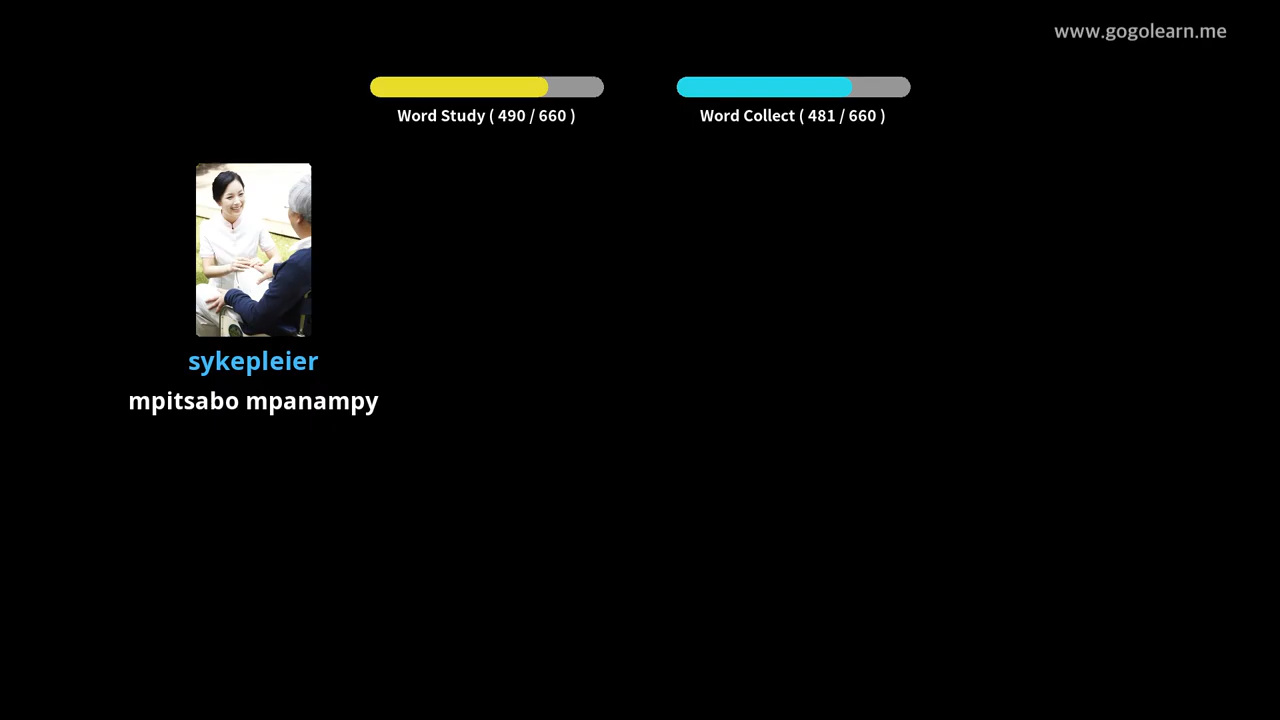 www.gogolearn.me
Word Study ( 490 / 660 )
Word Collect ( 481 / 660 )
sykepleier
mpitsabo mpanampy